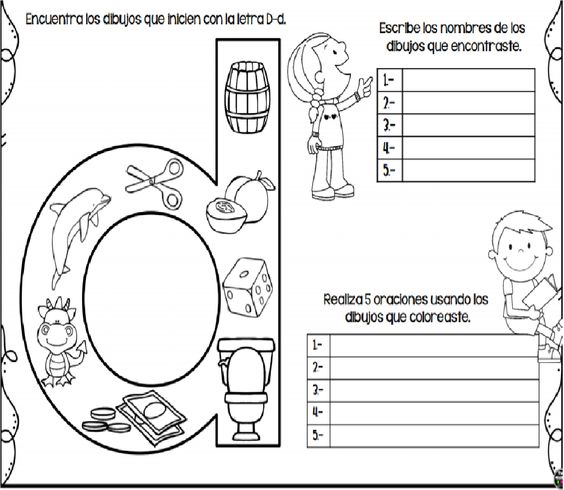 Encuentra los dibujos que inicien con la letra D-d.
Escribe los nombres de los
dibujos que encontraste.
1.-
2.-
3.-
4.-
5.-
Realiza 5 oraciones usando los
dibujos que coloreaste.
1.-
2.-
3.-
4.-
5.-